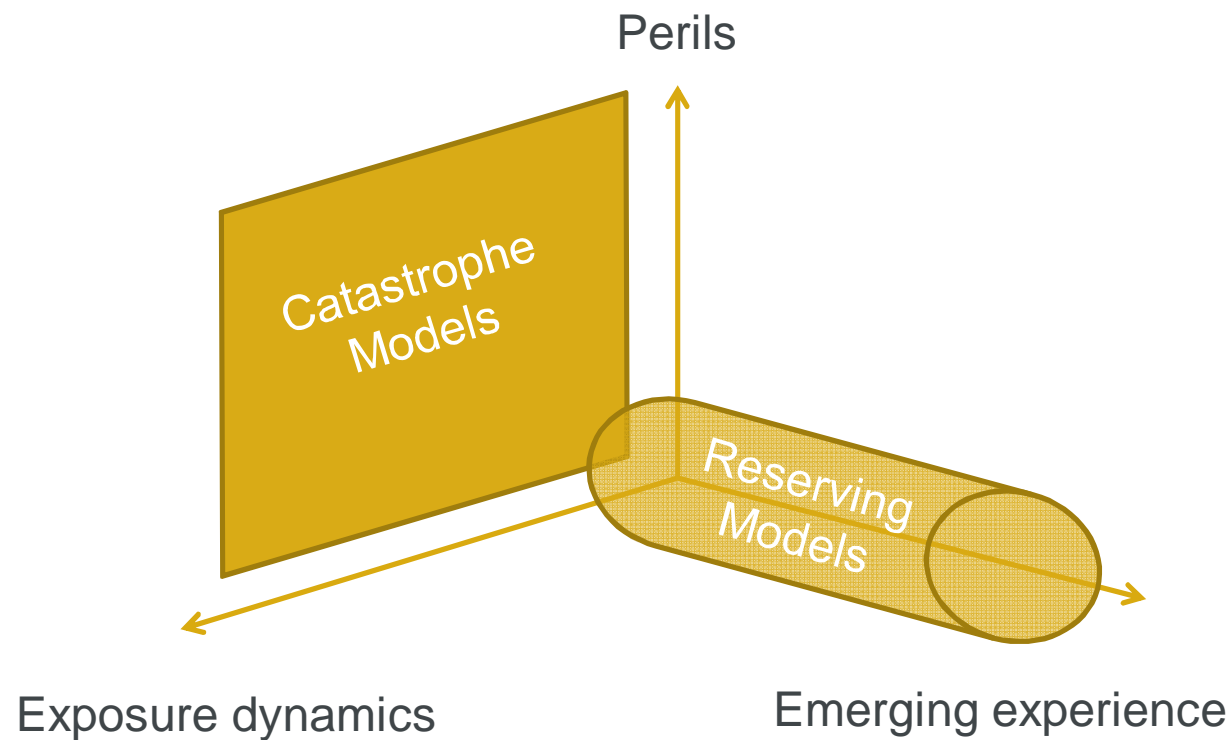 Perils
Catastrophe
Models
Reserving
Models
Exposure dynamics
Emerging experience